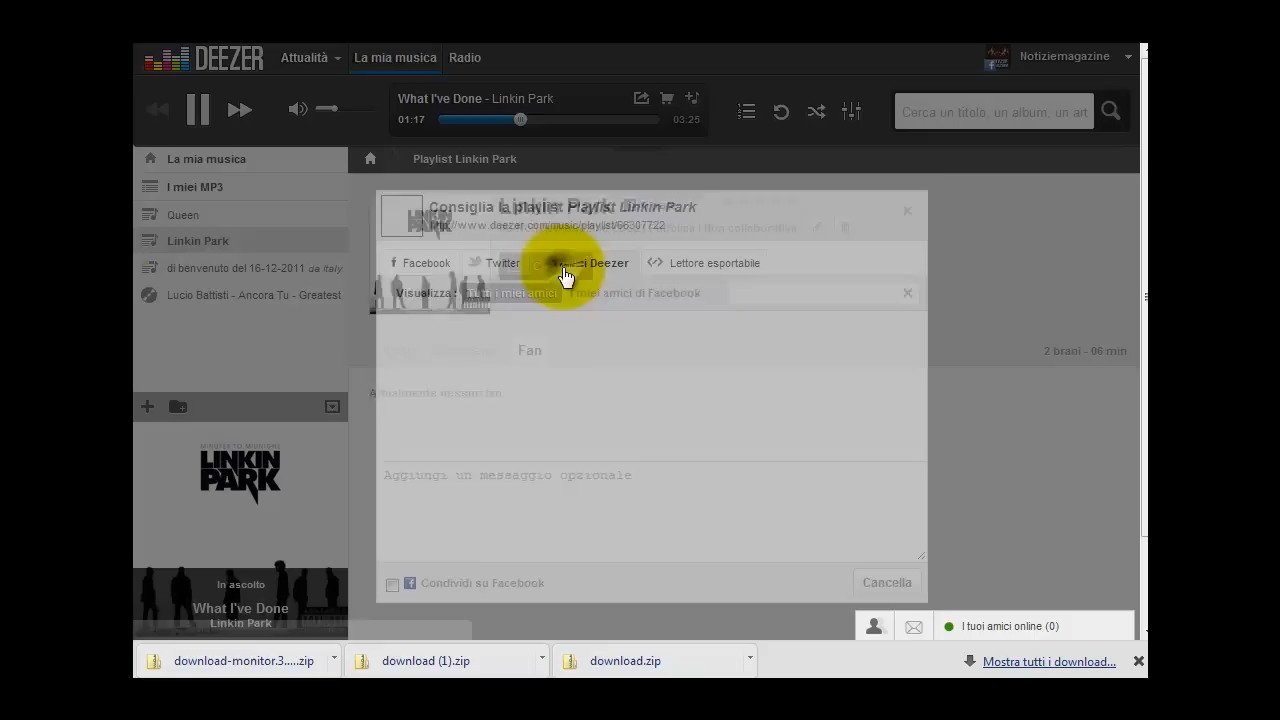 DEEZER
Attualità
La mia musica
Radio
Notiziemagazine
What I've Done - Linkin Park
01:17
03:25
Cerca un titolo, un album, un art
La mia musica
Playlist Linkin Park
I miei MP3
Queen
Linkin Park
di benvenuto del 16-12-2011 da Italy
Lucio Battisti - Ancora Tu - Greatest
Consiglia la playlist Playlist Linkin Park
http://www.deezer.com/music/playlist/66307722
Facebook
Twitter
Deezer
Lettore esportabile
Visualizza :
Tutti i miei amici
I miei amici di Facebook
Fan
2 brani - 06 min
Attualmente nessun fan
Aggiungi un messaggio opzionale
LINKIN
PARK
In ascolto
What I've Done
Linkin Park
Condividi su Facebook
Cancella
I tuoi amici online (0)
download-monitor.3.....zip
download (1).zip
download.zip
Mostra tutti i download...